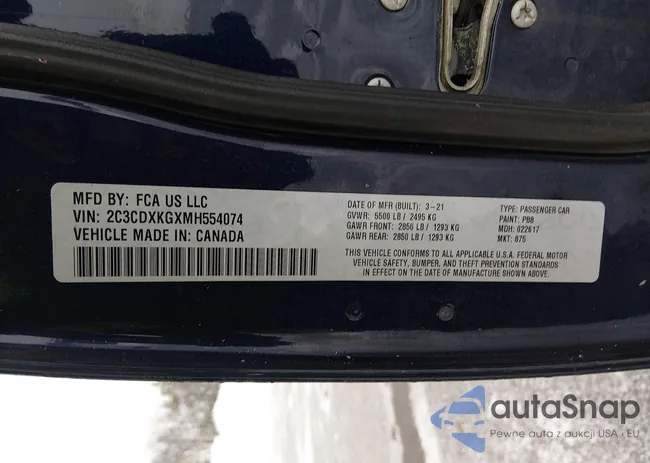 MFD BY: FCA US LLC
VIN: 2C3CDXKGXMH554074
VEHICLE MADE IN: CANADA
DATE OF MFR (BUILT): 3-21
GVWR: 5500 LB / 2495 KG
GAWR FRONT: 2850 LB / 1293 KG
GAWR REAR: 2850 LB / 1293 KG
TYPE: PASSENGER CAR
PAINT: PB8
MDH: 022617
MKT: 875
THIS VEHICLE CONFORMS TO ALL APPLICABLE U.S.A. FEDERAL MOTOR
VEHICLE SAFETY, BUMPER, AND THEFT PREVENTION STANDARDS
IN EFFECT ON THE DATE OF MANUFACTURE SHOWN ABOVE.
autoSnap
Pewne auta z aukcji USA i EU